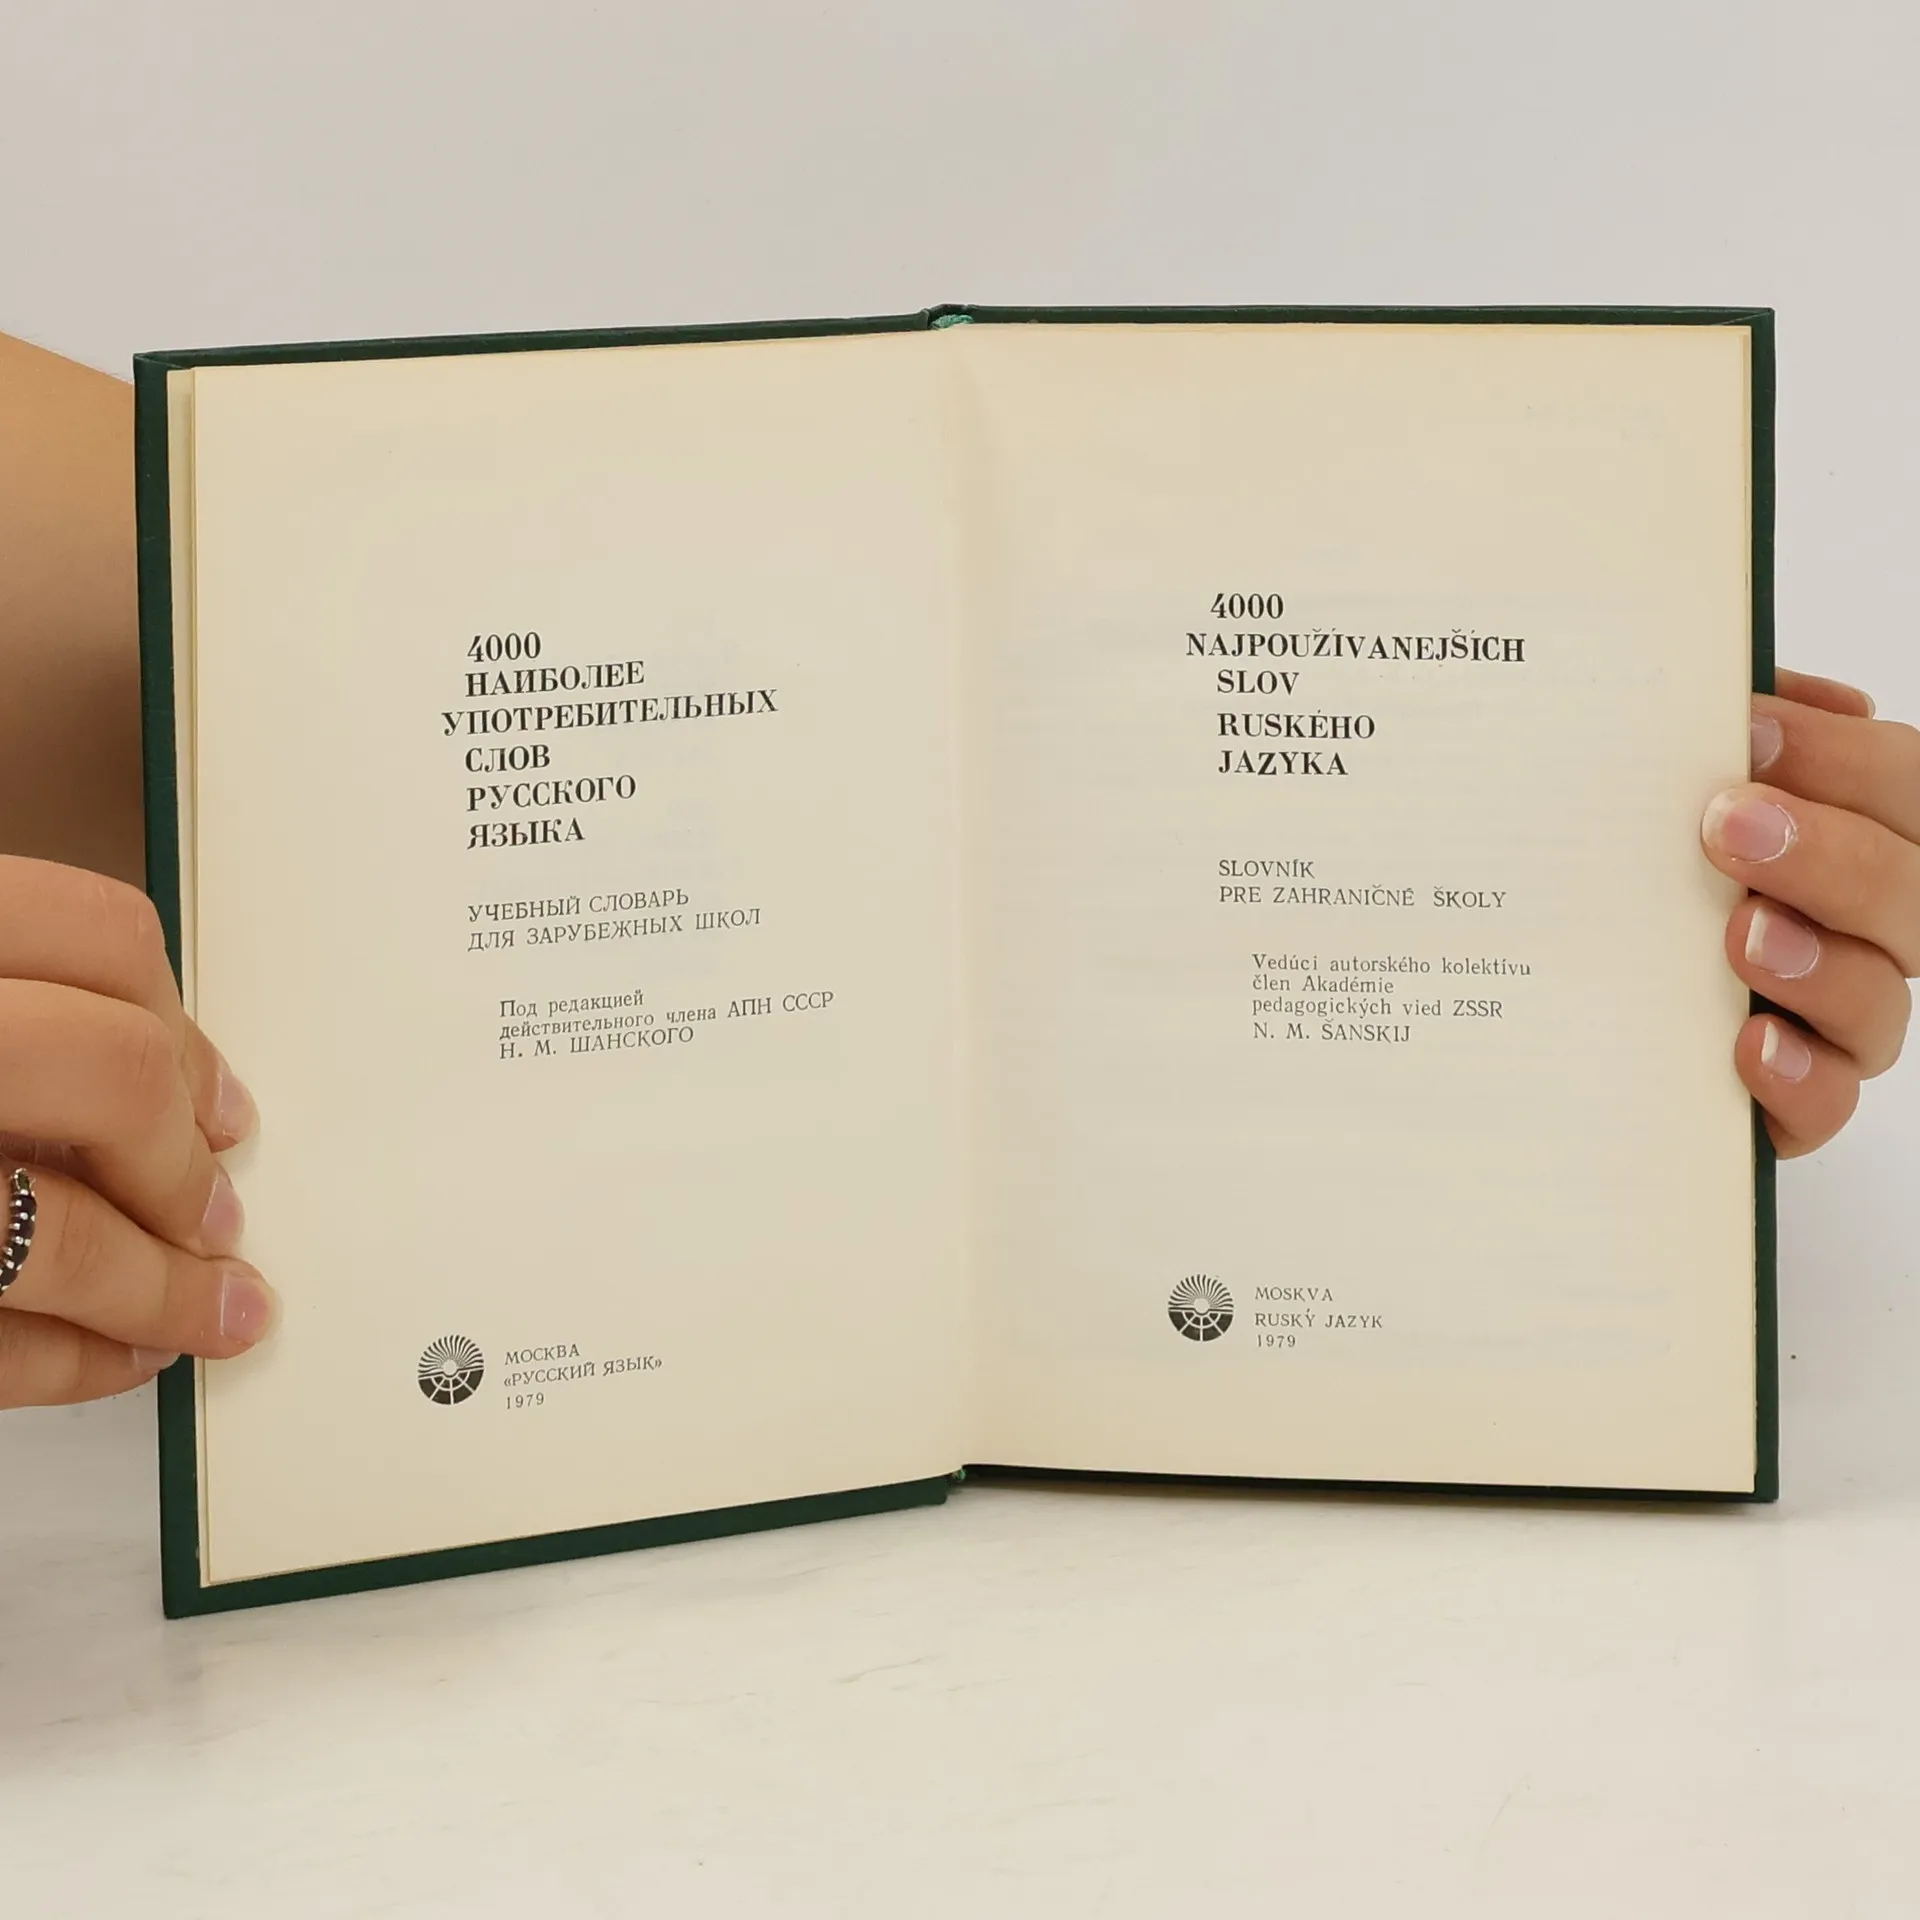 4000
НАИБОЛЕЕ
УПОТРЕБИТЕЛЬНЫХ
СЛОВ
РУССКОГО
ЯЗЫКА
УЧЕБНЫЙ СЛОВАРЬ
ДЛЯ ЗАРУБЕЖНЫХ ШКОЛ
Под редакцией
действительного члена АПН СССР
Н. М. ШАНСКОГО
МОСКВА
«РУССКИЙ ЯЗЫК»
1979
4000
NAJPOUŽÍVANEJŠÍCH
SLOV
RUSKÉHO
JAZYKA
SLOVNÍK
PRE ZAHRANIČNÉ ŠKOLY
Vedúci autorského kolektívu
člen Akadémie
pedagogických vied ZSSR
N. M. ŠANSKIJ
MOSKVA
RUSKÝ JAZYK
1979